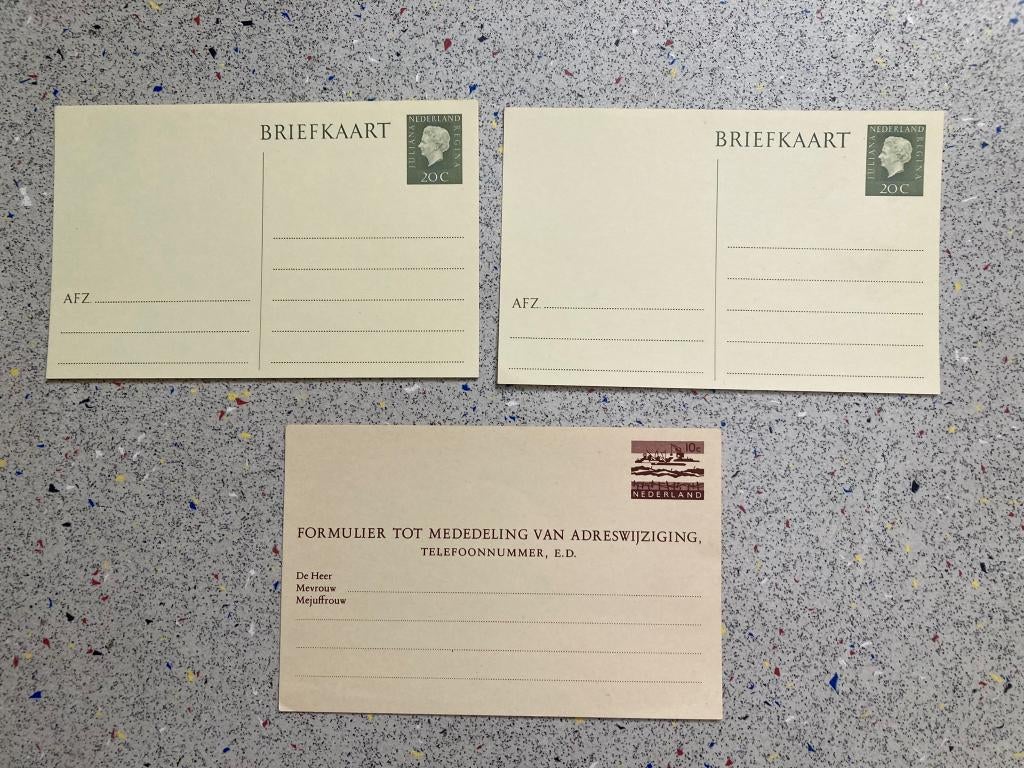 BRIEFKAART
NEDERLAND
JULIANA
REGINA
20 C
AFZ.
BRIEFKAART
NEDERLAND
JULIANA
REGINA
20 C
AFZ.
10c
NEDERLAND
FORMULIER TOT MEDEDELING VAN ADRESWIJZIGING,
TELEFOONNUMMER, E.D.
De Heer
Mevrouw
Mejuffrouw